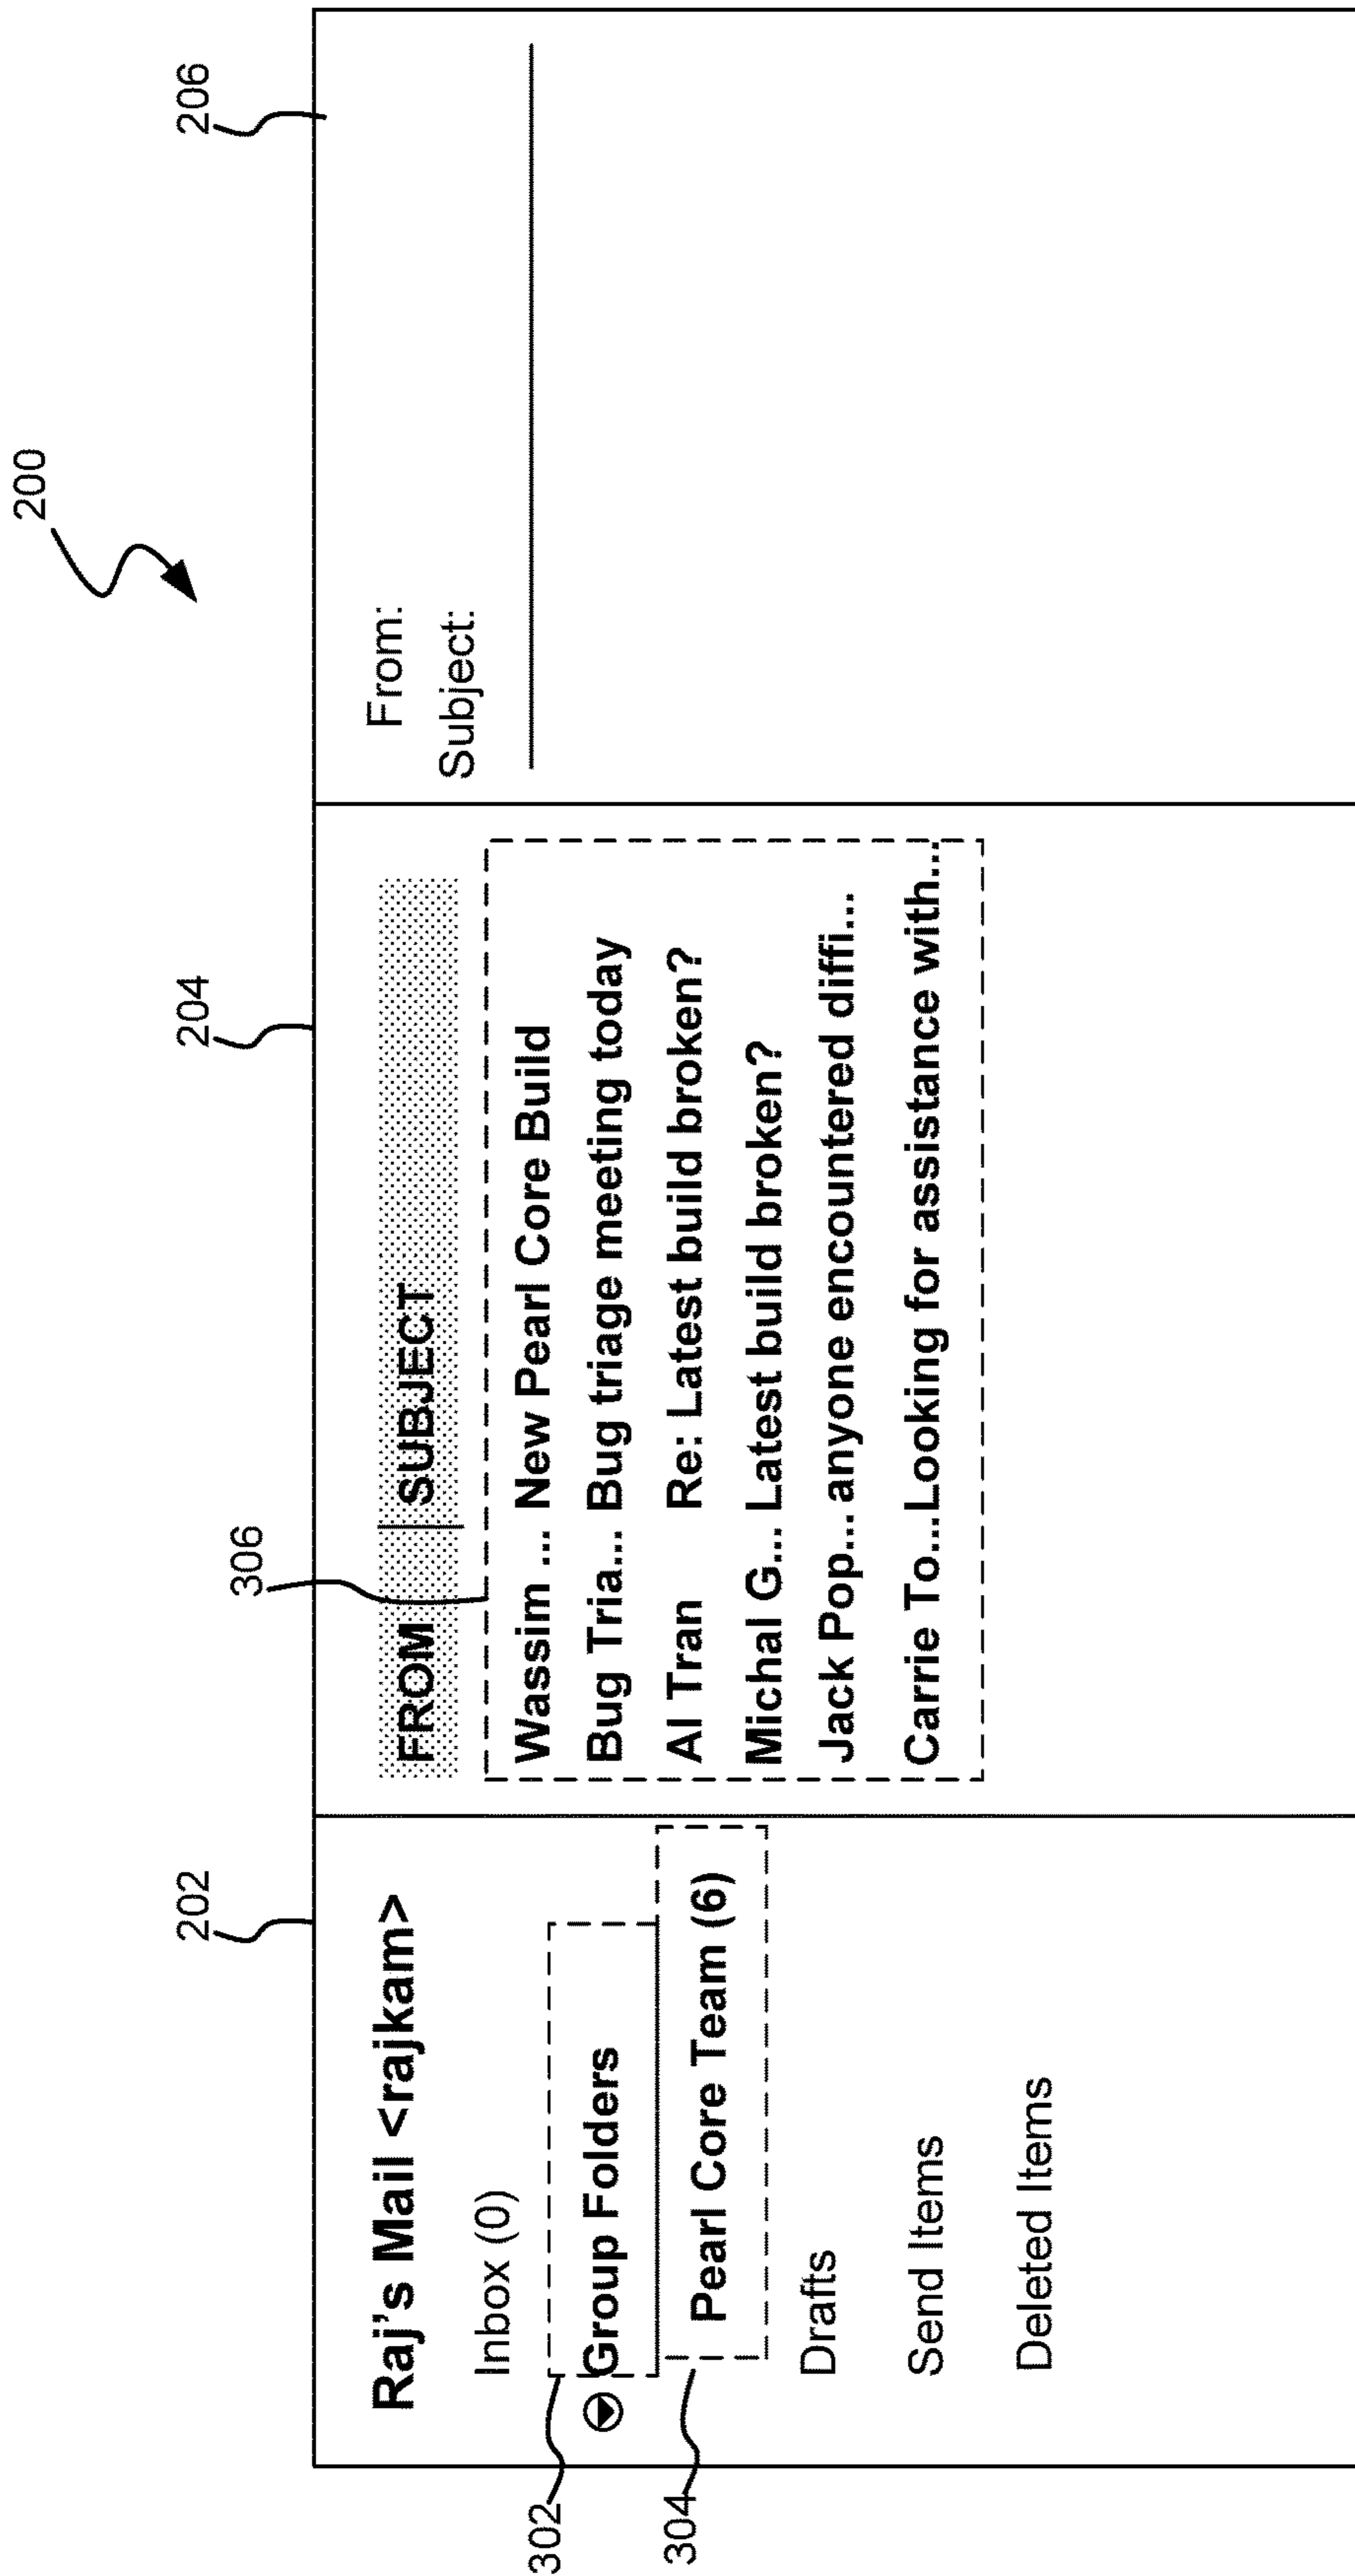 200
202
204
206
Raj's Mail <rajkam>
Inbox (0)
302
Group Folders
304
Pearl Core Team (6)
Drafts
Send Items
Deleted Items
306
FROM SUBJECT
Wassim ... New Pearl Core Build
Bug Tria... Bug triage meeting today
Al Tran Re: Latest build broken?
Michal G... Latest build broken?
Jack Pop... anyone encountered diffi...
Carrie To...Looking for assistance with...
From:
Subject: